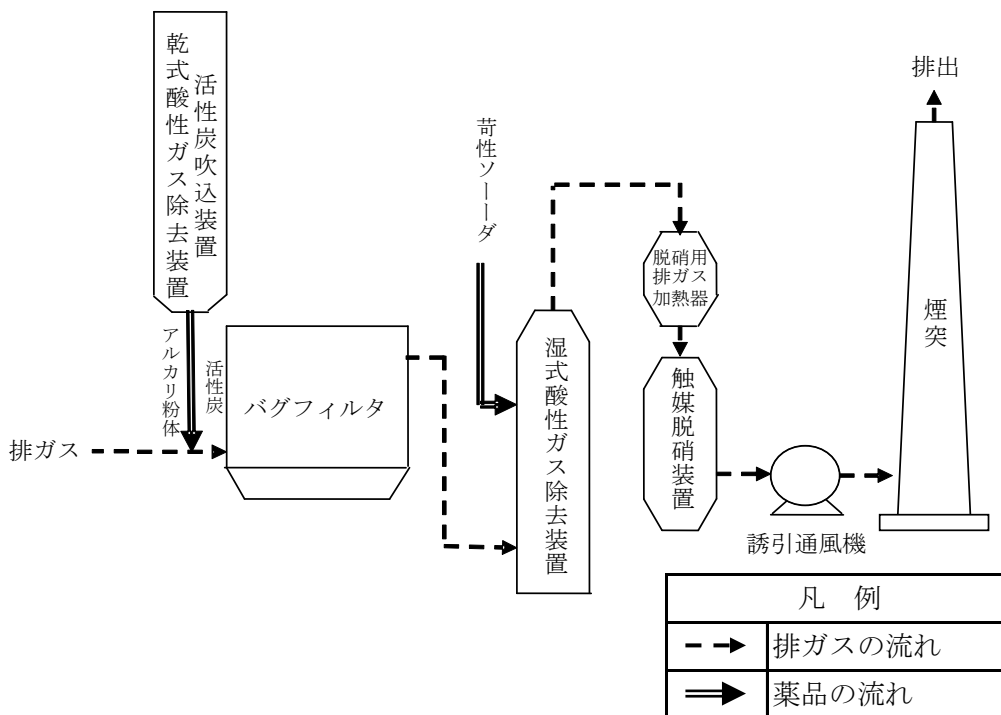 乾式酸性ガス除去装置
活性炭吹込装置
アルカリ粉体
活性炭
排ガス
バグフィルタ
苛性ソーダ
湿式酸性ガス除去装置
脱硝用
排ガス
加熱器
触媒脱硝装置
誘引通風機
煙突
排出
凡 例
排ガスの流れ
薬品の流れ